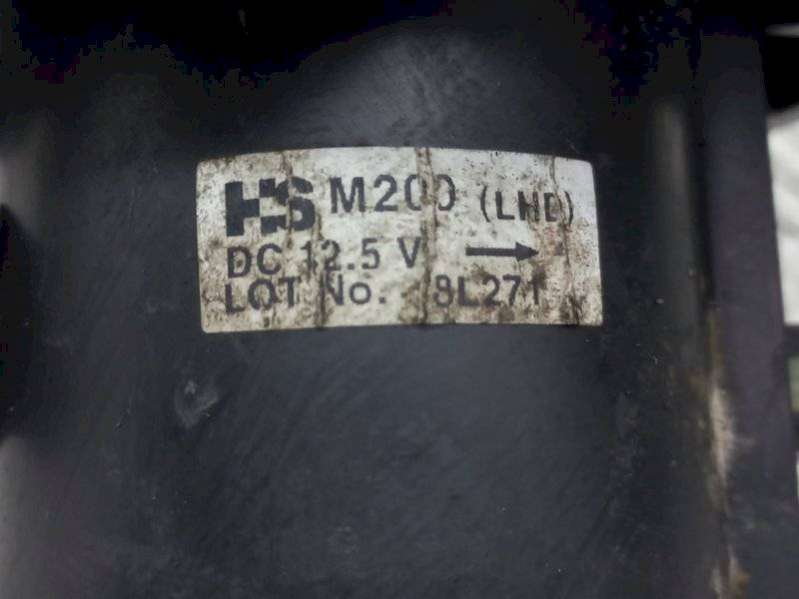 HS M200 (LHD)
DC 12.5 V →
LOT No. 8L271